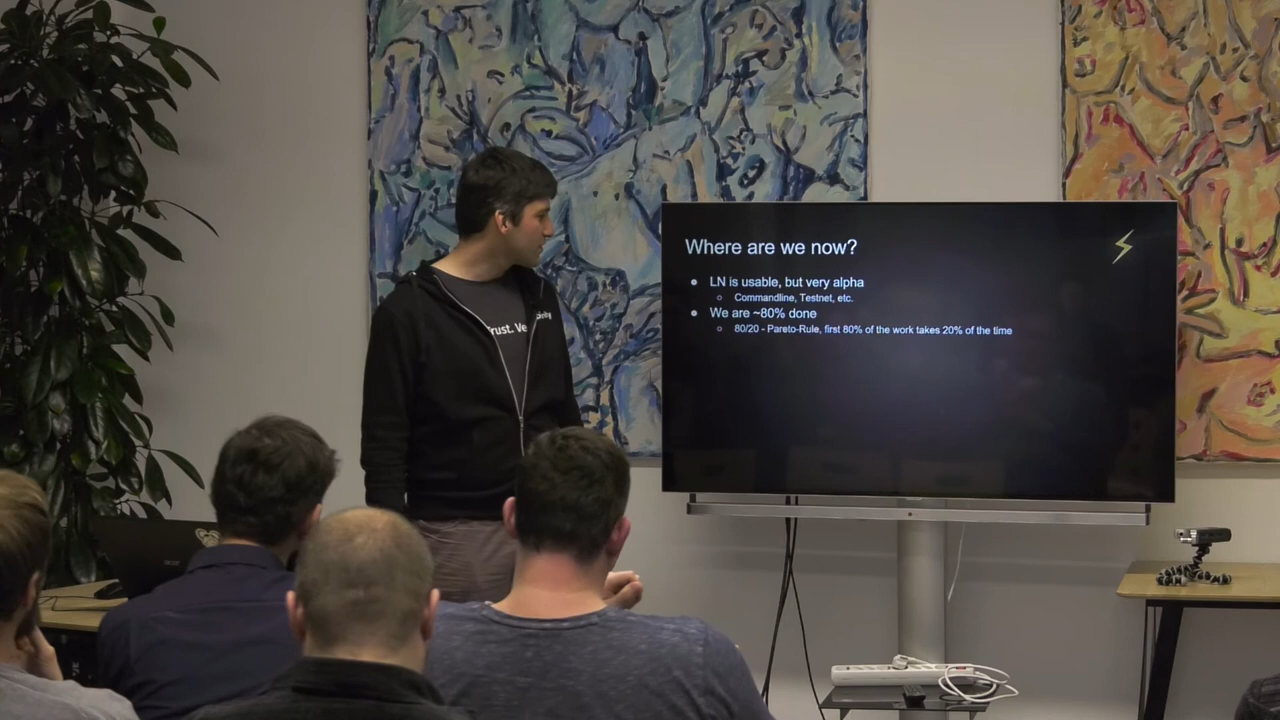 Where are we now?
LN is usable, but very alpha
Commandline, Testnet, etc.
We are ~80% done
80/20 - Pareto-Rule, first 80% of the work takes 20% of the time